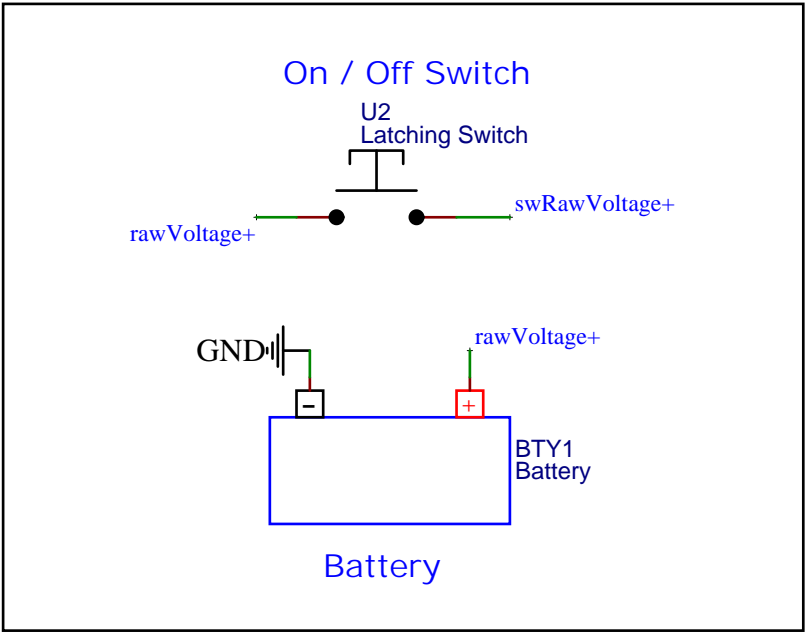 On / Off Switch
U2
Latching Switch
rawVoltage+
swRawVoltage+
GND
rawVoltage+
-
+
BTY1
Battery
Battery